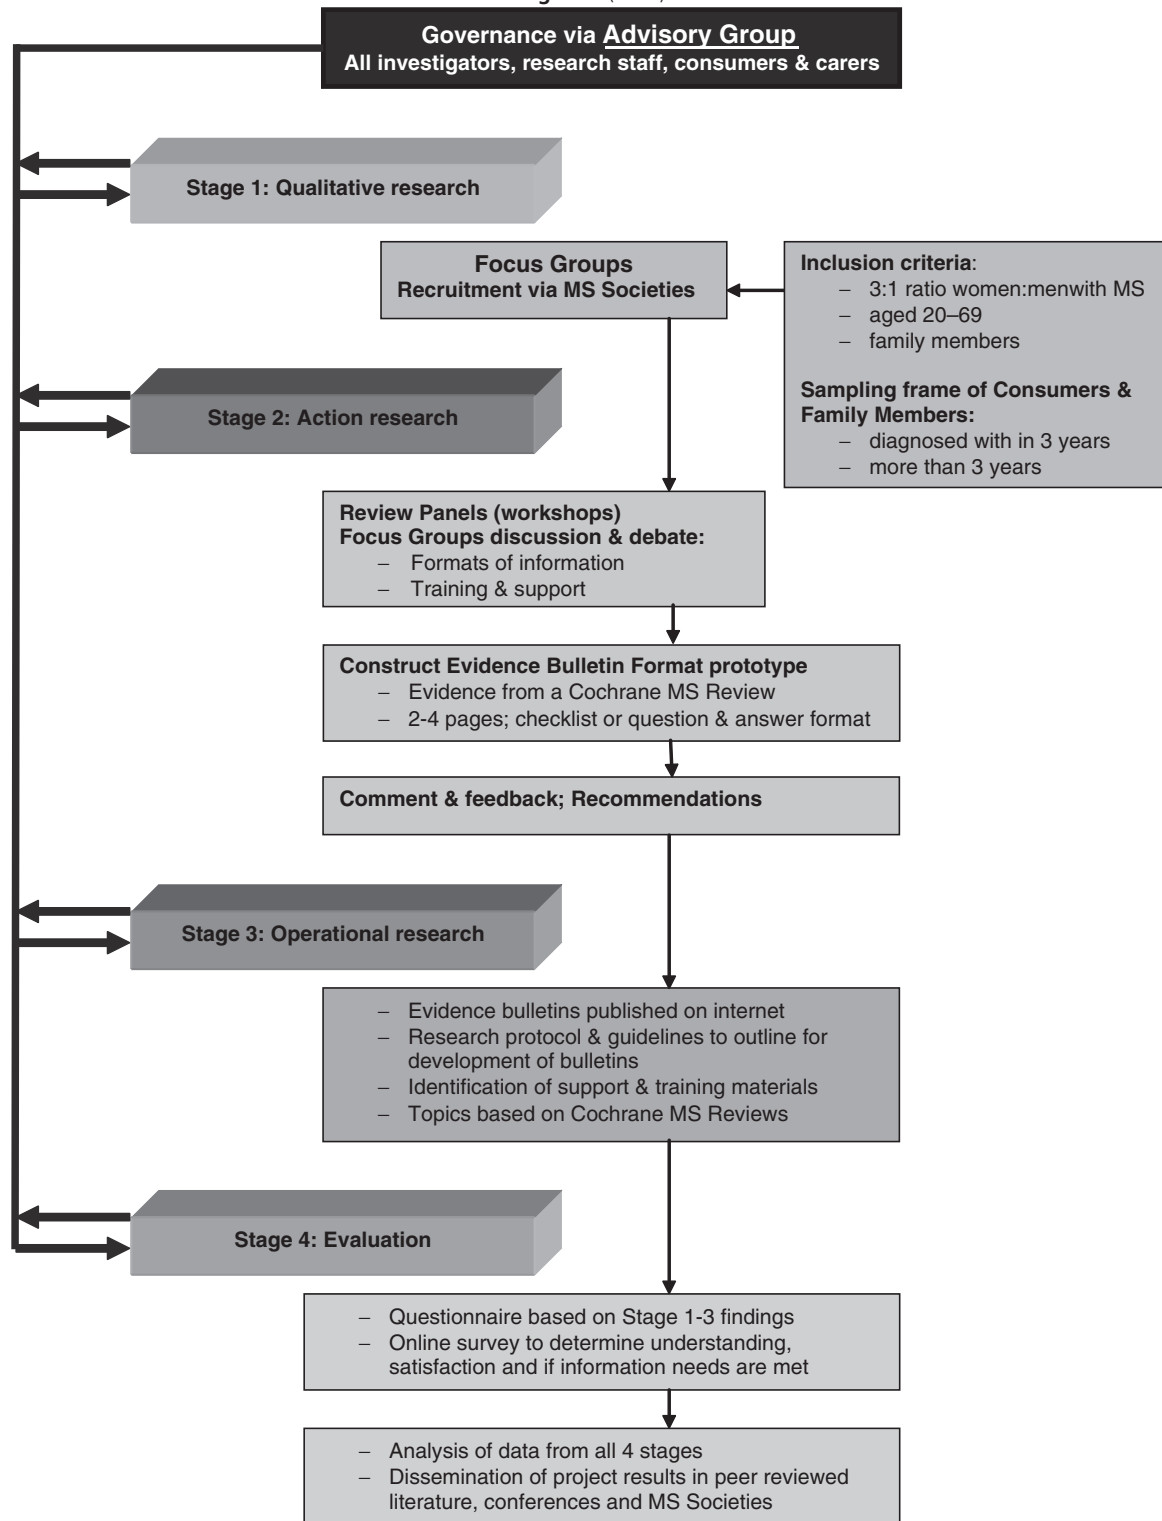 Governance via Advisory Group
All investigators, research staff, consumers & carers
Stage 1: Qualitative research
Focus Groups
Recruitment via MS Societies
Inclusion criteria:
– 3:1 ratio women:menwith MS
– aged 20–69
– family members
Sampling frame of Consumers &
Family Members:
– diagnosed with in 3 years
– more than 3 years
Stage 2: Action research
Review Panels (workshops)
Focus Groups discussion & debate:
– Formats of information
– Training & support
Construct Evidence Bulletin Format prototype
– Evidence from a Cochrane MS Review
– 2-4 pages; checklist or question & answer format
Comment & feedback; Recommendations
Stage 3: Operational research
– Evidence bulletins published on internet
– Research protocol & guidelines to outline for
development of bulletins
– Identification of support & training materials
– Topics based on Cochrane MS Reviews
Stage 4: Evaluation
– Questionnaire based on Stage 1-3 findings
– Online survey to determine understanding,
satisfaction and if information needs are met
– Analysis of data from all 4 stages
– Dissemination of project results in peer reviewed
literature, conferences and MS Societies